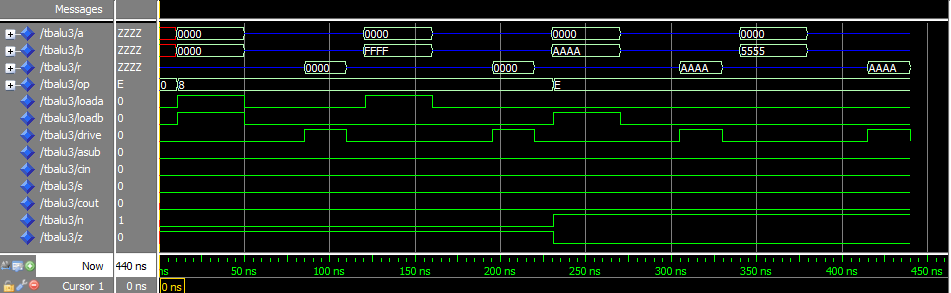 Messages
/tbalu3/a ZZZZ 0000 0000 0000 0000
/tbalu3/b ZZZZ 0000 FFFF AAAA 5555
/tbalu3/r ZZZZ 0000 0000 AAAA AAAA
/tbalu3/op E 0 8 E
/tbalu3/loada 0
/tbalu3/loadb 0
/tbalu3/drive 0
/tbalu3/asub 0
/tbalu3/cin 0
/tbalu3/s 0
/tbalu3/cout 0
/tbalu3/n 1
/tbalu3/z 0
Now 440 ns ns 50 ns 100 ns 150 ns 200 ns 250 ns 300 ns 350 ns 400 ns 450 ns
Cursor 1 0 ns 0 ns